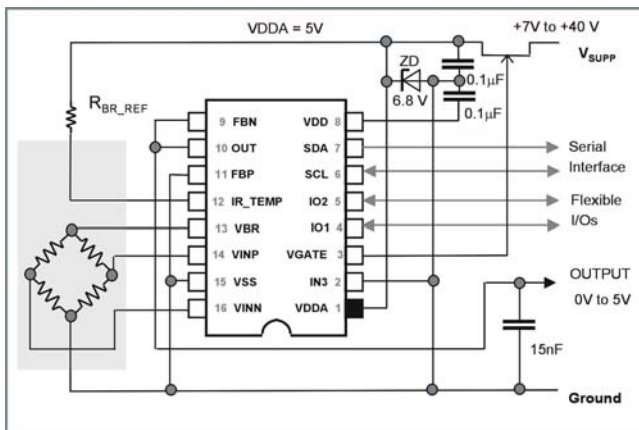 VDDA = 5V
+7V to +40 V
VSUPP
ZD
6.8 V
0.1µF
0.1µF
RBR_REF
9 FBN VDD 8
10 OUT SDA 7
Serial
11 FBP SCL 6
Interface
12 IR_TEMP IO2 5
Flexible
13 VBR IO1 4
I/Os
14 VINP VGATE 3
15 VSS IN3 2
OUTPUT
16 VINN VDDA 1
0V to 5V
15nF
Ground